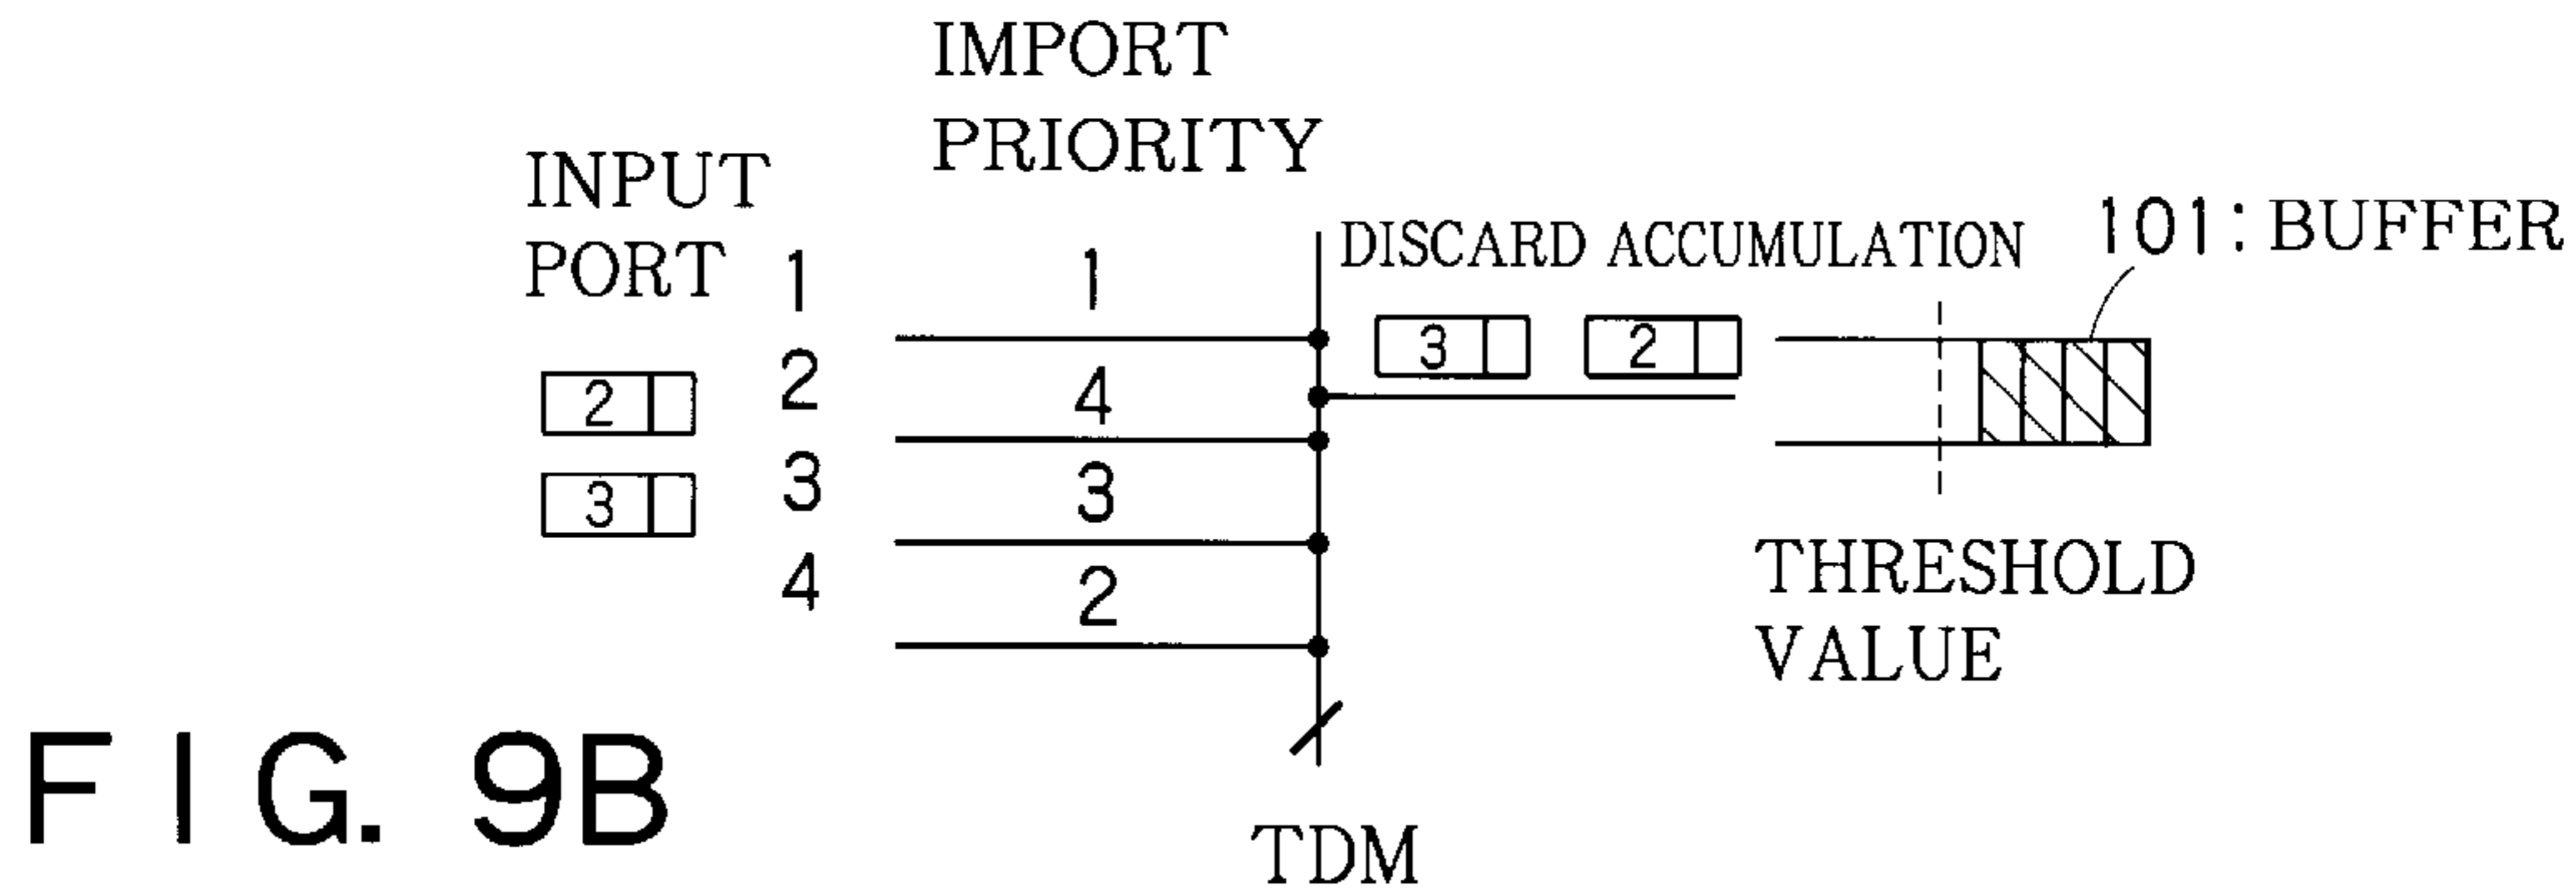 IMPORT
PRIORITY
INPUT
PORT
DISCARD ACCUMULATION
101: BUFFER
1 1
3 2
2 2 4
3 3 3
4 2
THRESHOLD
VALUE
TDM
FIG. 9B